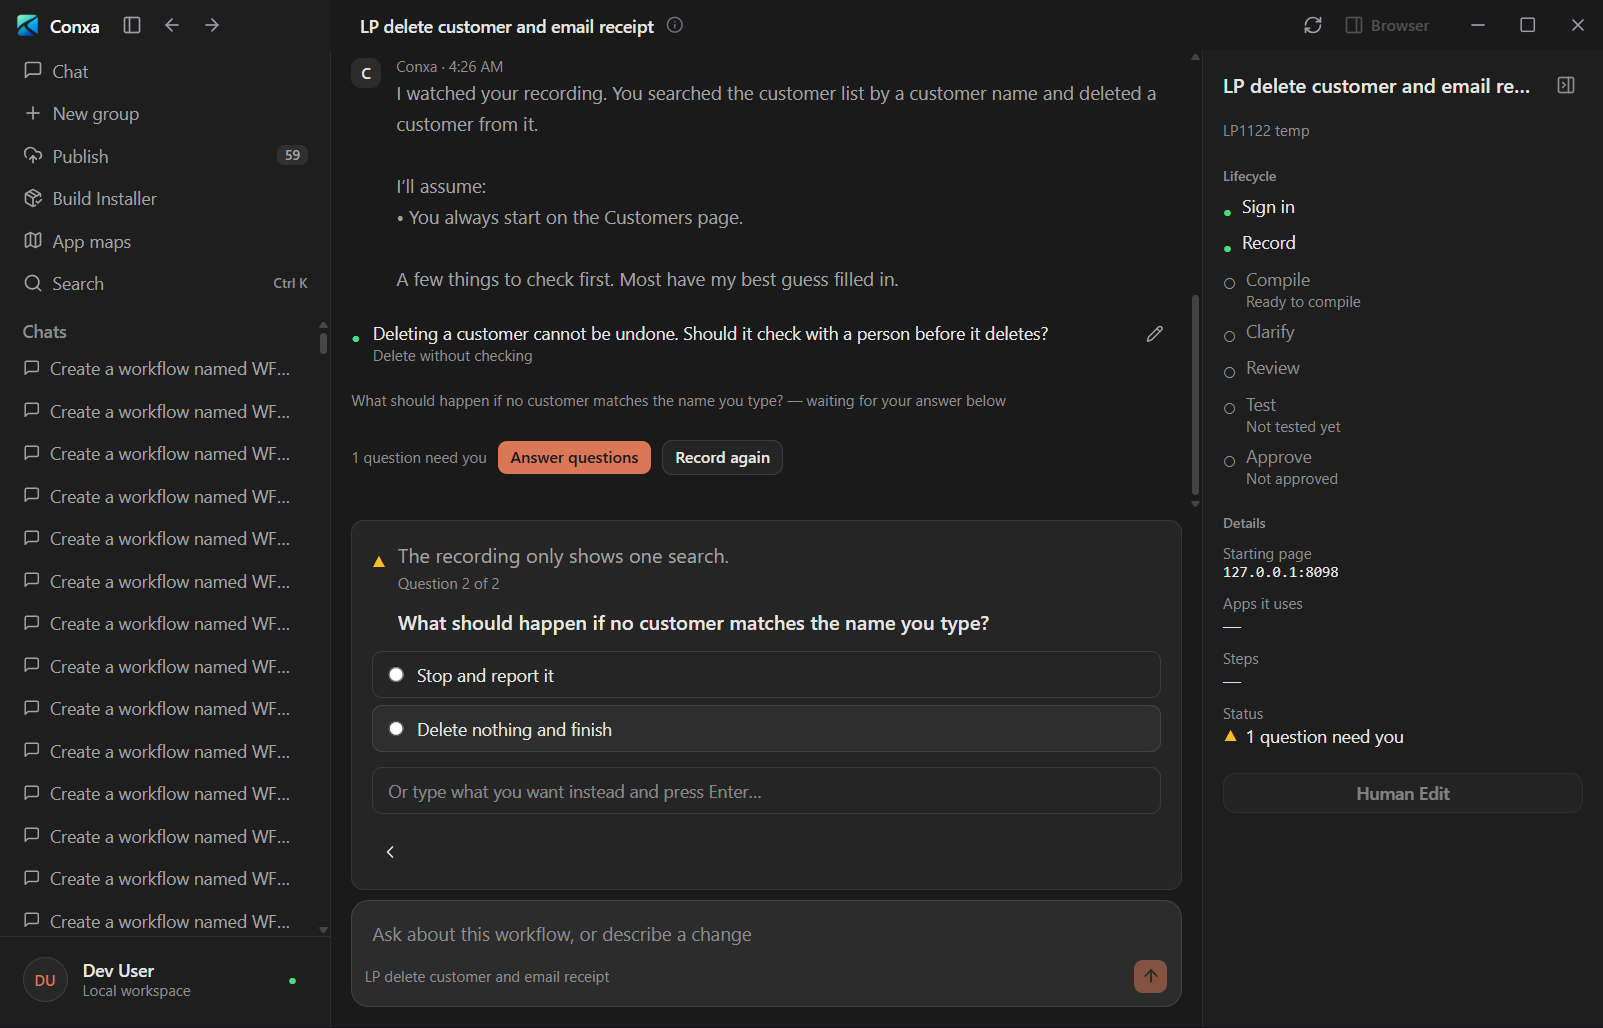 Conxa
Chat
New group
Publish
59
Build Installer
App maps
Search
Ctrl K
Chats
Create a workflow named WF...
Create a workflow named WF...
Create a workflow named WF...
Create a workflow named WF...
Create a workflow named WF...
Create a workflow named WF...
Create a workflow named WF...
Create a workflow named WF...
Create a workflow named WF...
Create a workflow named WF...
Create a workflow named WF...
Create a workflow named WF...
Create a workflow named WF...
Create a workflow named WF...
DU
Dev User
Local workspace
LP delete customer and email receipt
Browser
C
Conxa · 4:26 AM
I watched your recording. You searched the customer list by a customer name and deleted a
customer from it.
I'll assume:
• You always start on the Customers page.
A few things to check first. Most have my best guess filled in.
Deleting a customer cannot be undone. Should it check with a person before it deletes?
Delete without checking
What should happen if no customer matches the name you type? — waiting for your answer below
1 question need you
Answer questions
Record again
The recording only shows one search.
Question 2 of 2
What should happen if no customer matches the name you type?
Stop and report it
Delete nothing and finish
Or type what you want instead and press Enter...
Ask about this workflow, or describe a change
LP delete customer and email receipt
LP delete customer and email re...
LP1122 temp
Lifecycle
Sign in
Record
Compile
Ready to compile
Clarify
Review
Test
Not tested yet
Approve
Not approved
Details
Starting page
127.0.0.1:8098
Apps it uses
—
Steps
—
Status
1 question need you
Human Edit